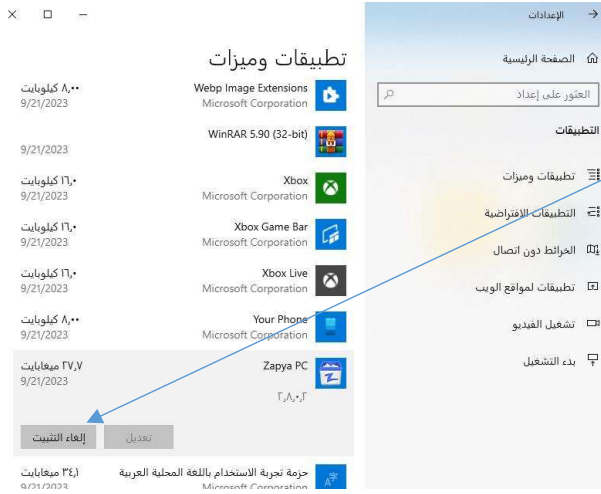 الإعدادات
الصفحة الرئيسية
العثور على إعداد
التطبيقات
تطبيقات وميزات
التطبيقات الافتراضية
الخرائط دون اتصال
تطبيقات لمواقع الويب
تشغيل الفيديو
بدء التشغيل
تطبيقات وميزات
Webp Image Extensions
٨,٠٠ كيلوبايت
Microsoft Corporation
9/21/2023
WinRAR 5.90 (32-bit)
9/21/2023
Xbox
١٦,٠ كيلوبايت
Microsoft Corporation
9/21/2023
Xbox Game Bar
١٦,٠ كيلوبايت
Microsoft Corporation
9/21/2023
Xbox Live
١٦,٠ كيلوبايت
Microsoft Corporation
9/21/2023
Your Phone
٨,٠٠ كيلوبايت
Microsoft Corporation
9/21/2023
Zapya PC
٢٧,٧ ميغابايت
9/21/2023
٢,٨,٠,٢
تعديل
إلغاء التثبيت
حزمة تجربة الاستخدام باللغة المحلية العربية
٣٤,١ ميغابايت
Microsoft Corporation
9/21/2023